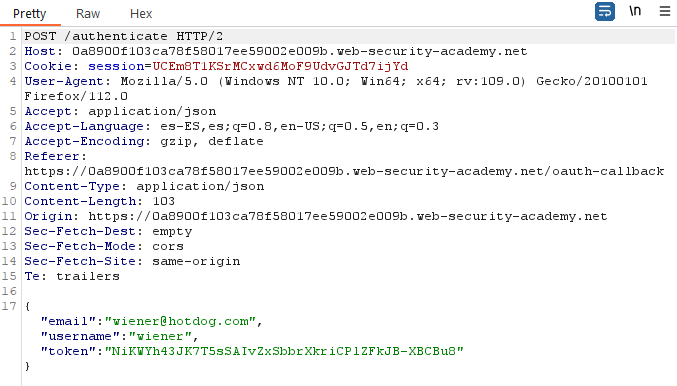 Pretty Raw Hex \n
1 POST /authenticate HTTP/2
2 Host: 0a8900f103ca78f58017ee59002e009b.web-security-academy.net
3 Cookie: session=UCEm8T1KSrMCxwd6MoF9UdvGJTd7ijYd
4 User-Agent: Mozilla/5.0 (Windows NT 10.0; Win64; x64; rv:109.0) Gecko/20100101
Firefox/112.0
5 Accept: application/json
6 Accept-Language: es-ES,es;q=0.8,en-US;q=0.5,en;q=0.3
7 Accept-Encoding: gzip, deflate
8 Referer:
https://0a8900f103ca78f58017ee59002e009b.web-security-academy.net/oauth-callback
9 Content-Type: application/json
10 Content-Length: 103
11 Origin: https://0a8900f103ca78f58017ee59002e009b.web-security-academy.net
12 Sec-Fetch-Dest: empty
13 Sec-Fetch-Mode: cors
14 Sec-Fetch-Site: same-origin
15 Te: trailers
16
17 {
"email":"wiener@hotdog.com",
"username":"wiener",
"token":"NiKWYh43JK7T5sSAIvZxSbbrXkriCPlZFkJB-XBCBu8"
}